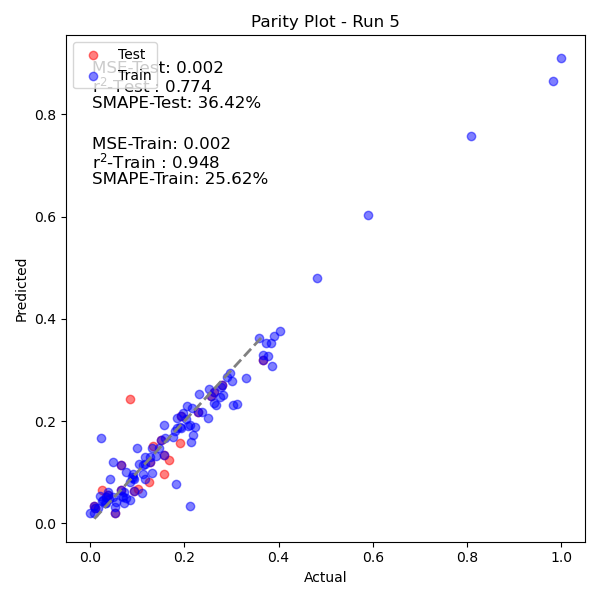 Parity Plot - Run 5
Test
Train
MSE-Test: 0.002
r²-Test : 0.774
SMAPE-Test: 36.42%
MSE-Train: 0.002
r²-Train : 0.948
SMAPE-Train: 25.62%
Predicted
0.8
0.6
0.4
0.2
0.0
0.0 0.2 0.4 0.6 0.8 1.0
Actual